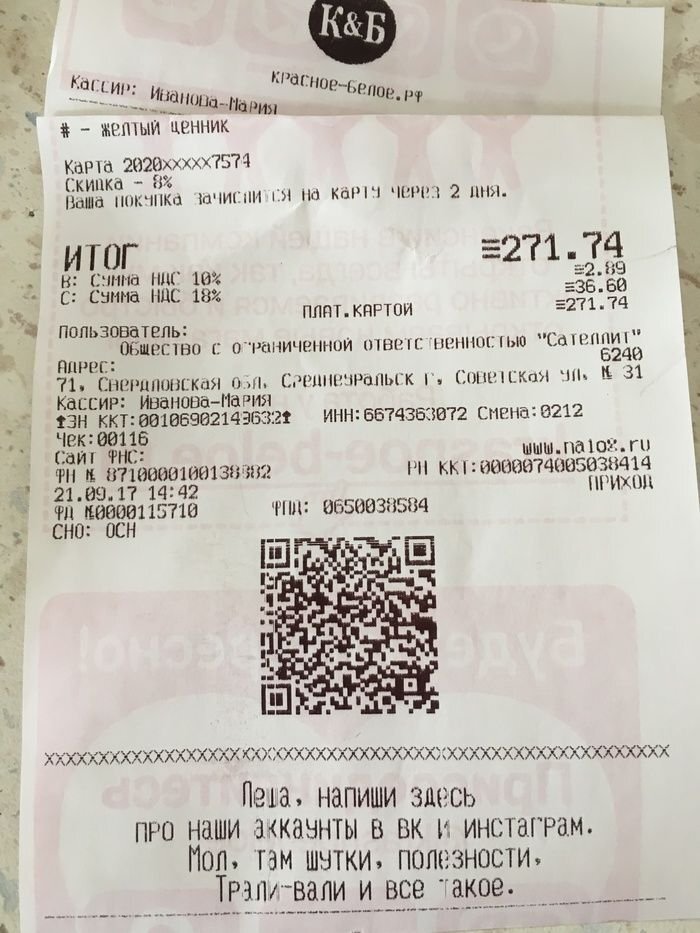 К&Б
красное-белое.рф
Кассир: Иванова-Мария
# - желтый ценник
Карта 2020xxxxx7574
Скидка - 8%
Ваша покупка зачислится на карту через 2 дня.
ИТОГ ≡271.74
В: Сумма НДС 10% ≡2.89
С: Сумма НДС 18% ≡36.60
ПЛАТ.КАРТОЙ ≡271.74
Пользователь:
Общество с ограниченной ответственностью "Сателлит"
Адрес: 6240
71, Свердловская обл, Среднеуральск г, Советская ул, № 31
Кассир: Иванова-Мария
ЗН ККТ:00106902149632 ИНН:6674363072 Смена:0212
Чек:00116
Сайт ФНС: www.nalog.ru
ФН № 8710000100138982 РН ККТ:0000074005038414
21.09.17 14:42 ПРИХОД
ФД №0000115710 ФПД: 0650038584
СНО: ОСН
Леша, напиши здесь
про наши аккаунты в вк и инстаграм.
Мол, там шутки, полезности,
Трали-вали и все такое.